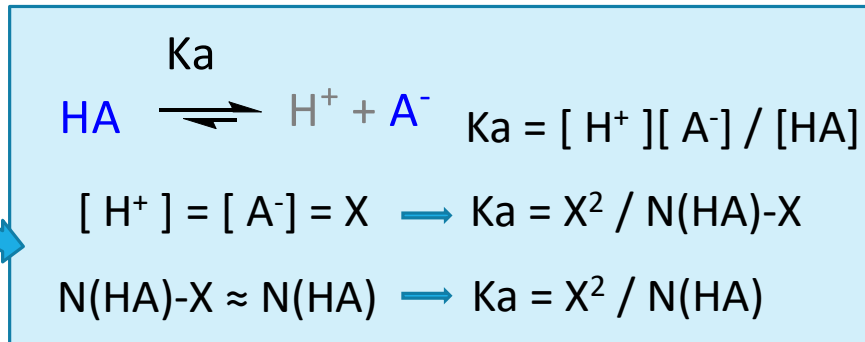 Ka
HA ⇌ H⁺ + A⁻
Ka = [ H⁺ ][ A⁻] / [HA]
[ H⁺ ] = [ A⁻] = X → Ka = X² / N(HA)-X
N(HA)-X ≈ N(HA) → Ka = X² / N(HA)